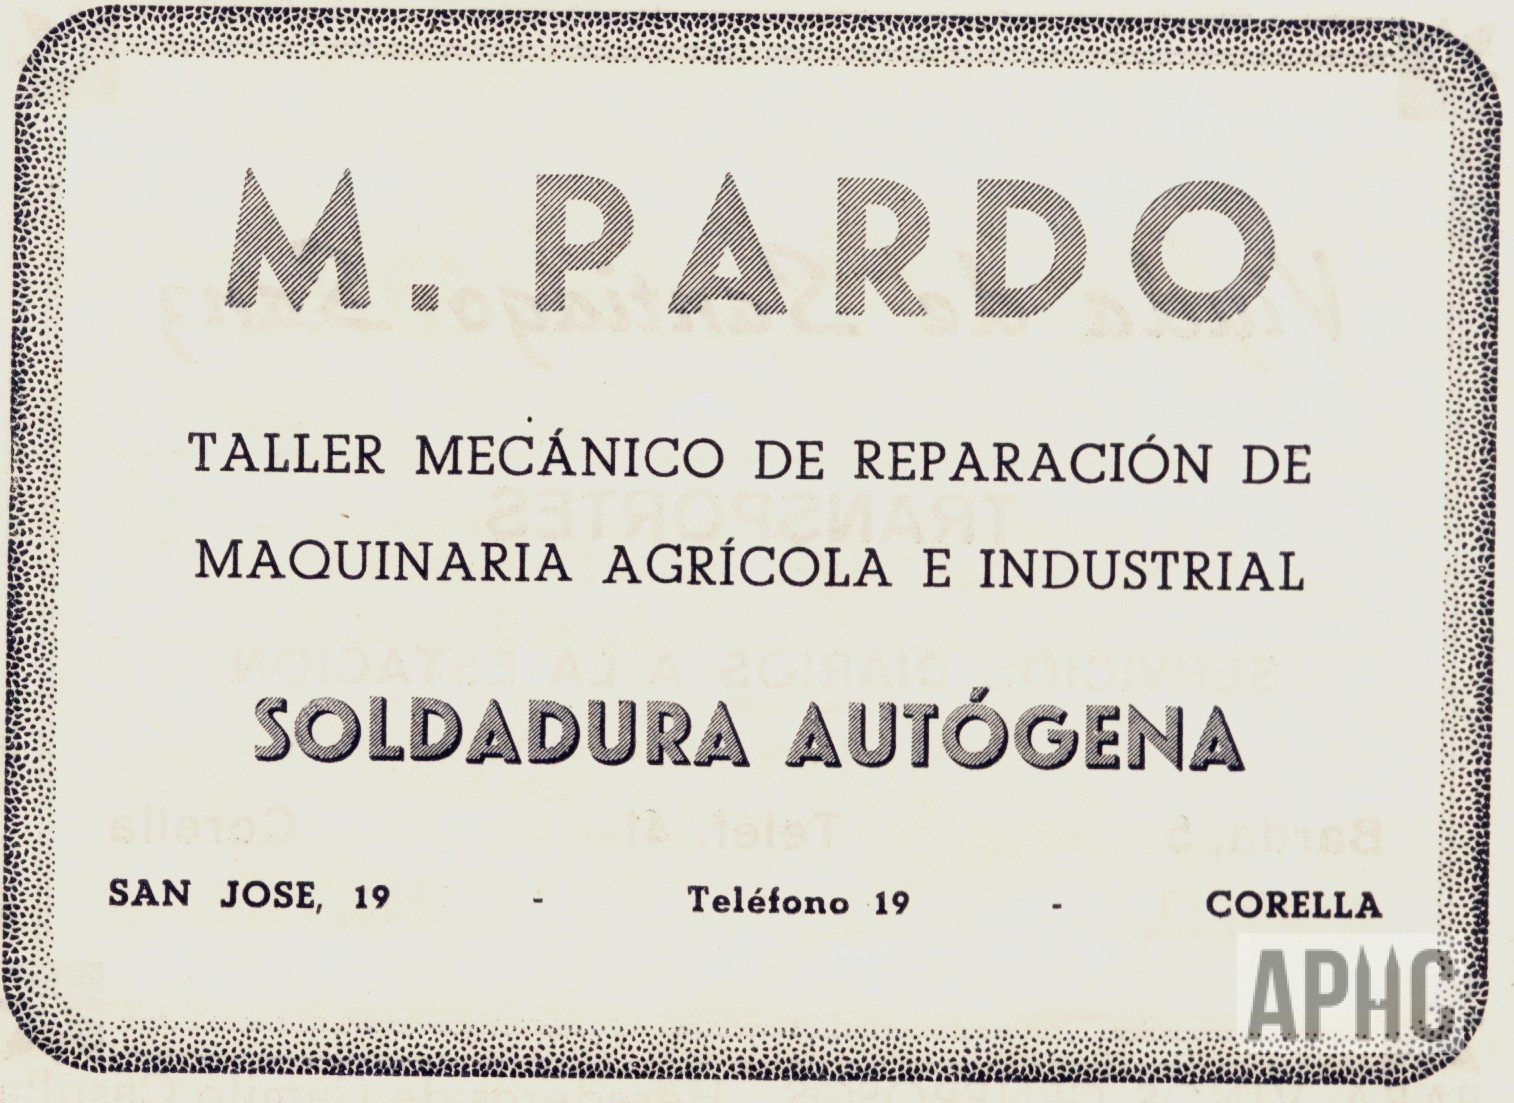 M. PARDO
TALLER MECÁNICO DE REPARACIÓN DE
MAQUINARIA AGRÍCOLA E INDUSTRIAL
SOLDADURA AUTÓGENA
SAN JOSE, 19 - Teléfono 19 - CORELLA
APHC